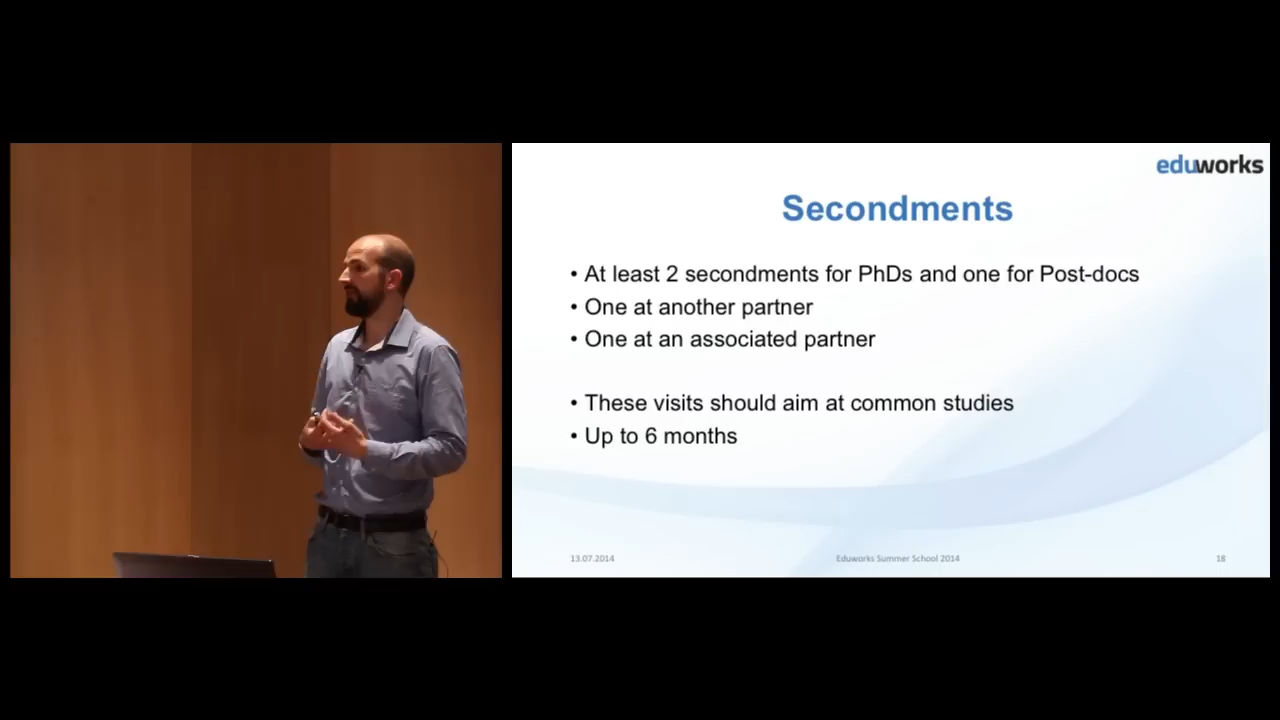 eduworks
Secondments
• At least 2 secondments for PhDs and one for Post-docs
• One at another partner
• One at an associated partner
• These visits should aim at common studies
• Up to 6 months
13.07.2014 Eduworks Summer School 2014 18